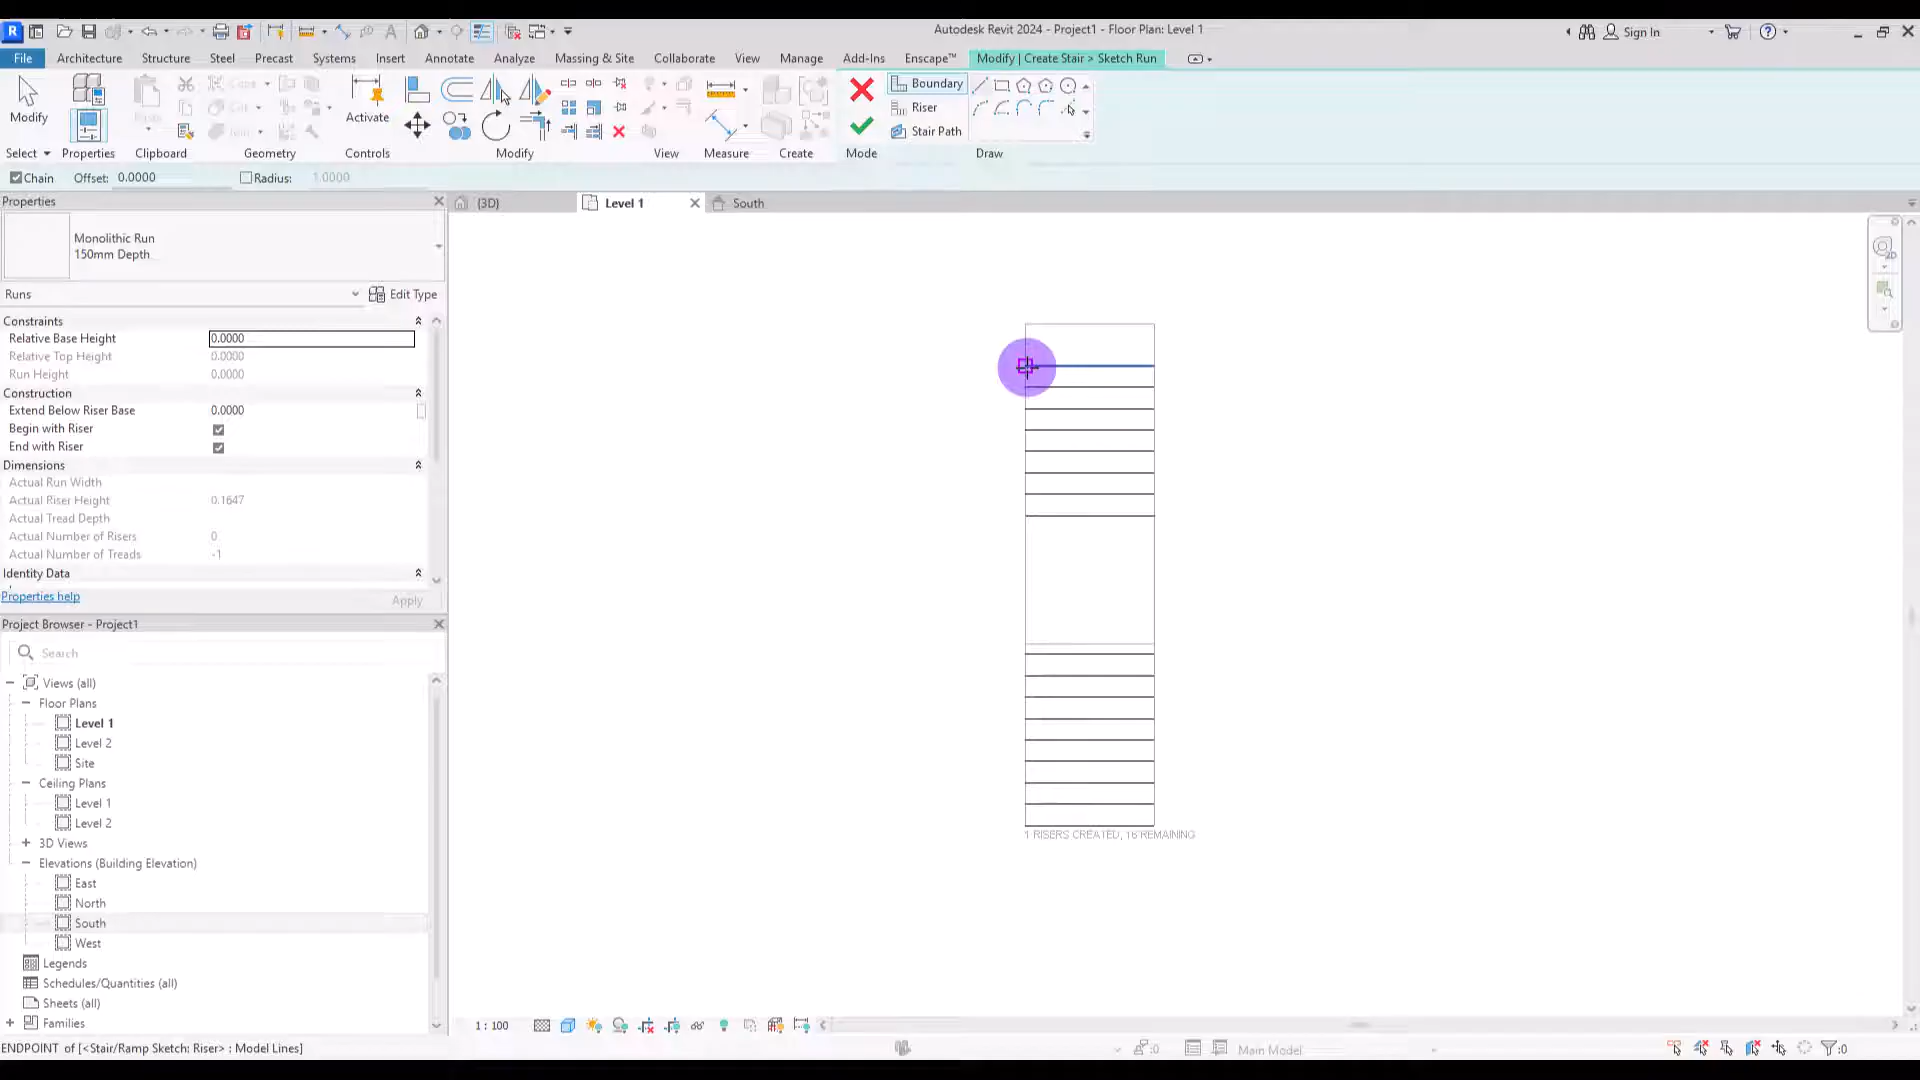 Autodesk Revit 2024 - Project1 - Floor Plan: Level 1
Sign In
File Architecture Structure Steel Precast Systems Insert Annotate Analyze Massing & Site Collaborate View Manage Add-Ins Enscape™ Modify | Create Stair > Sketch Run
Modify
Activate
Boundary
Riser
Stair Path
Select Properties Clipboard Geometry Controls Modify View Measure Create Mode Draw
Chain Offset: 0.0000 Radius: 1.0000
Properties
{3D} Level 1 South
Monolithic Run
150mm Depth
Runs Edit Type
Constraints
Relative Base Height 0.0000
Relative Top Height 0.0000
Run Height 0.0000
Construction
Extend Below Riser Base 0.0000
Begin with Riser
End with Riser
Dimensions
Actual Run Width
Actual Riser Height 0.1647
Actual Tread Depth
Actual Number of Risers 0
Actual Number of Treads -1
Identity Data
Properties help Apply
Project Browser - Project1
Search
Views (all)
Floor Plans
Level 1
Level 2
Site
Ceiling Plans
Level 1
Level 2
3D Views
Elevations (Building Elevation)
East
North
South
West
Legends
Schedules/Quantities (all)
Sheets (all)
Families
1 RISERS CREATED, 16 REMAINING
1 : 100
ENDPOINT of [<Stair/Ramp Sketch: Riser> : Model Lines]
:0
Main Model
:0